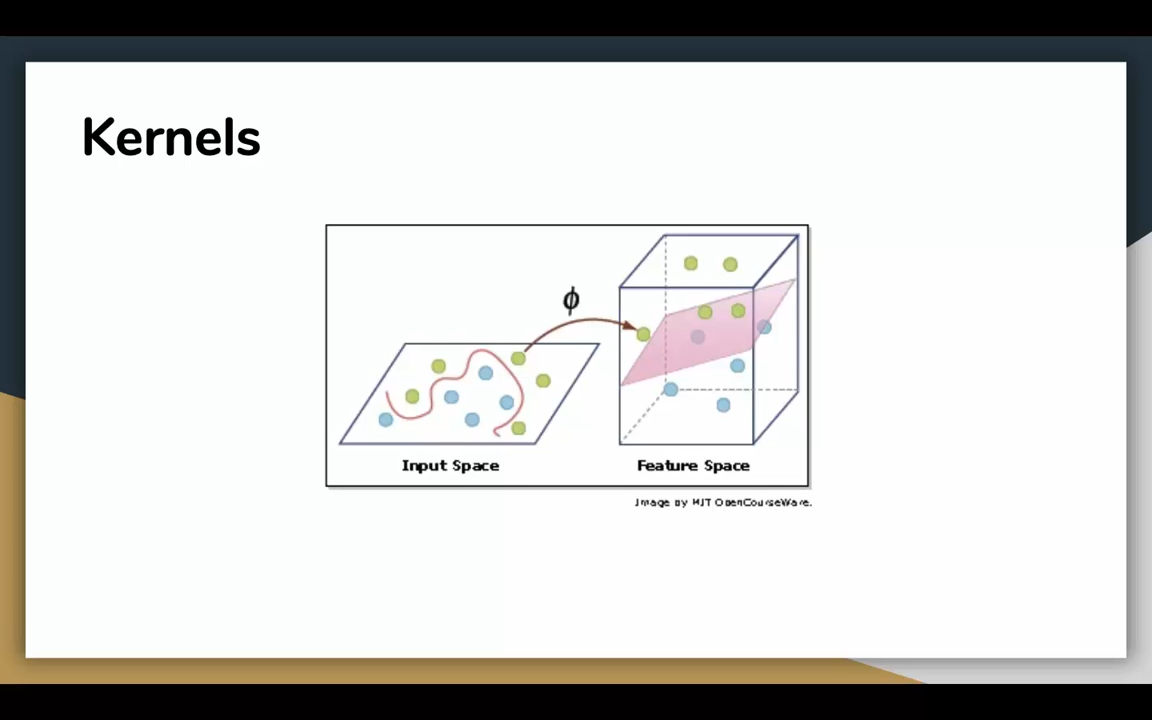 Kernels
ϕ
Input Space
Feature Space
Image by MIT OpenCourseWare.